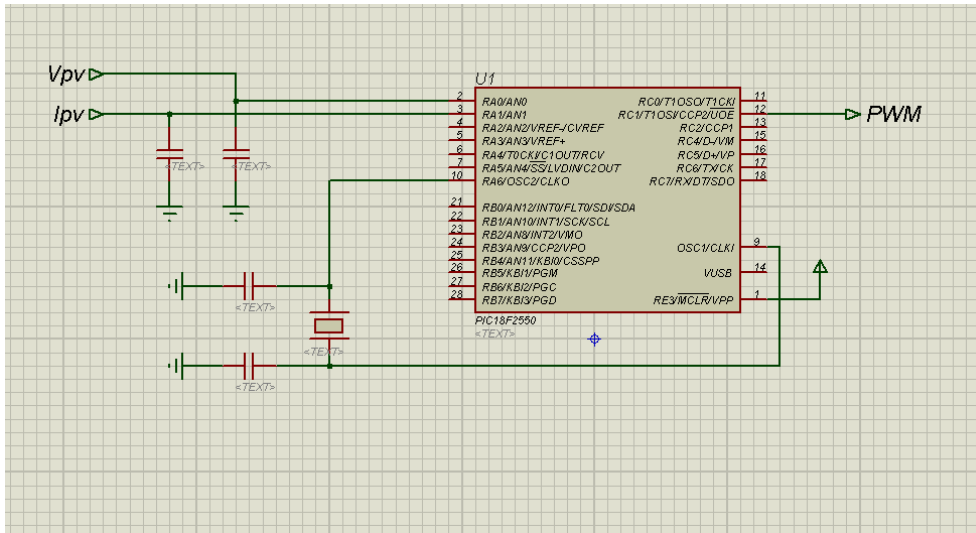 Vpv
Ipv
<TEXT>
<TEXT>
<TEXT>
<TEXT>
<TEXT>
U1
2 RA0/AN0
3 RA1/AN1
4 RA2/AN2/VREF-/CVREF
5 RA3/AN3/VREF+
6 RA4/T0CKI/C1OUT/RCV
7 RA5/AN4/SS/LVDIN/C2OUT
10 RA6/OSC2/CLKO
21 RB0/AN12/INT0/FLT0/SDI/SDA
22 RB1/AN10/INT1/SCK/SCL
23 RB2/AN8/INT2/VMO
24 RB3/AN9/CCP2/VPO
25 RB4/AN11/KBI0/CSSPP
26 RB5/KBI1/PGM
27 RB6/KBI2/PGC
28 RB7/KBI3/PGD
RC0/T1OSO/T1CKI 11
RC1/T1OSI/CCP2/UOE 12
RC2/CCP1 13
RC4/D-/VM 15
RC5/D+/VP 16
RC6/TX/CK 17
RC7/RX/DT/SDO 18
OSC1/CLKI 9
VUSB 14
RE3/MCLR/VPP 1
PIC18F2550
<TEXT>
PWM